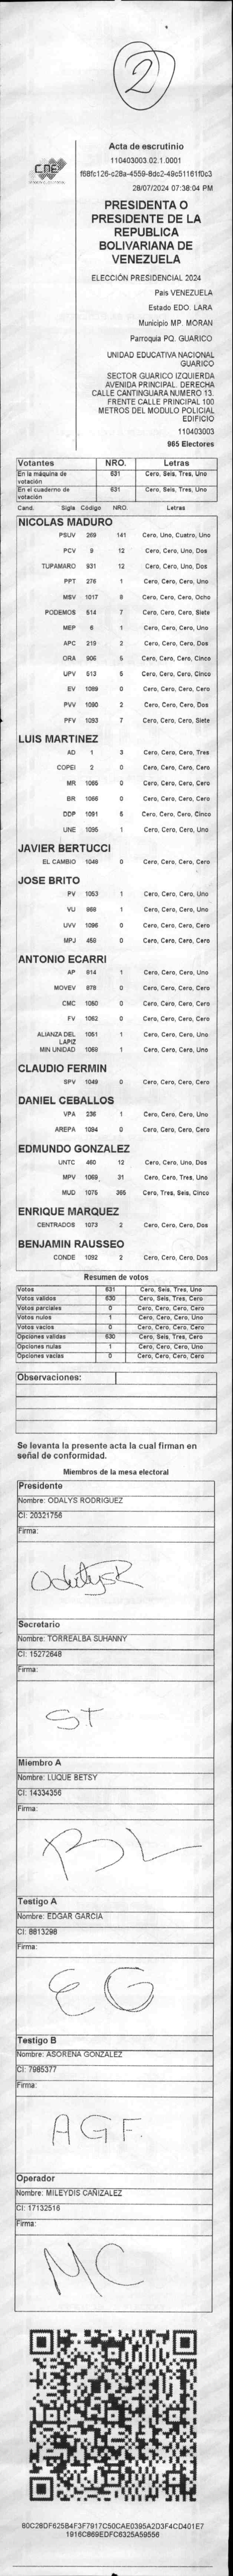 2
Acta de escrutinio
110403003.02.1.0001
f68fc126-c28a-4559-8dc2-49c51161f0c3
28/07/2024 07:36:04 PM
CNE
PRESIDENTA O
PRESIDENTE DE LA
REPUBLICA
BOLIVARIANA DE
VENEZUELA
ELECCIÓN PRESIDENCIAL 2024
Pais VENEZUELA
Estado EDO. LARA
Municipio MP. MORAN
Parroquia PQ. GUARICO
UNIDAD EDUCATIVA NACIONAL
GUARICO
SECTOR GUARICO IZQUIERDA
AVENIDA PRINCIPAL. DERECHA
CALLE CANTINGUARA NUMERO 13.
FRENTE CALLE PRINCIPAL 100
METROS DEL MODULO POLICIAL
EDIFICIO
110403003
965 Electores
Votantes NRO. Letras
En la máquina de votación 631 Cero, Seis, Tres, Uno
En el cuaderno de votación 631 Cero, Seis, Tres, Uno
Cand. Sigla Código NRO. Letras
NICOLAS MADURO
PSUV 269 141 Cero, Uno, Cuatro, Uno
PCV 9 12 Cero, Cero, Uno, Dos
TUPAMARO 931 12 Cero, Cero, Uno, Dos
PPT 276 1 Cero, Cero, Cero, Uno
MSV 1017 8 Cero, Cero, Cero, Ocho
PODEMOS 514 7 Cero, Cero, Cero, Siete
MEP 6 1 Cero, Cero, Cero, Uno
APC 219 2 Cero, Cero, Cero, Dos
ORA 906 5 Cero, Cero, Cero, Cinco
UPV 513 5 Cero, Cero, Cero, Cinco
EV 1089 0 Cero, Cero, Cero, Cero
PVV 1090 2 Cero, Cero, Cero, Dos
PFV 1093 7 Cero, Cero, Cero, Siete
LUIS MARTINEZ
AD 1 3 Cero, Cero, Cero, Tres
COPEI 2 0 Cero, Cero, Cero, Cero
MR 1065 0 Cero, Cero, Cero, Cero
BR 1066 0 Cero, Cero, Cero, Cero
DDP 1091 5 Cero, Cero, Cero, Cinco
UNE 1095 1 Cero, Cero, Cero, Uno
JAVIER BERTUCCI
EL CAMBIO 1048 0 Cero, Cero, Cero, Cero
JOSE BRITO
PV 1053 1 Cero, Cero, Cero, Uno
VU 868 1 Cero, Cero, Cero, Uno
UVV 1096 0 Cero, Cero, Cero, Cero
MPJ 459 0 Cero, Cero, Cero, Cero
ANTONIO ECARRI
AP 814 1 Cero, Cero, Cero, Uno
MOVEV 878 0 Cero, Cero, Cero, Cero
CMC 1050 0 Cero, Cero, Cero, Cero
FV 1062 0 Cero, Cero, Cero, Cero
ALIANZA DEL LAPIZ 1061 1 Cero, Cero, Cero, Uno
MIN UNIDAD 1069 1 Cero, Cero, Cero, Uno
CLAUDIO FERMIN
SPV 1049 0 Cero, Cero, Cero, Cero
DANIEL CEBALLOS
VPA 236 1 Cero, Cero, Cero, Uno
AREPA 1094 0 Cero, Cero, Cero, Cero
EDMUNDO GONZALEZ
UNTC 460 12 Cero, Cero, Uno, Dos
MPV 1069 31 Cero, Cero, Tres, Uno
MUD 1075 365 Cero, Tres, Seis, Cinco
ENRIQUE MARQUEZ
CENTRADOS 1073 2 Cero, Cero, Cero, Dos
BENJAMIN RAUSSEO
CONDE 1092 2 Cero, Cero, Cero, Dos
Resumen de votos
Votos 631 Cero, Seis, Tres, Uno
Votos validos 630 Cero, Seis, Tres, Cero
Votos parciales 0 Cero, Cero, Cero, Cero
Votos nulos 1 Cero, Cero, Cero, Uno
Votos vacios 0 Cero, Cero, Cero, Cero
Opciones validas 630 Cero, Seis, Tres, Cero
Opciones nulas 1 Cero, Cero, Cero, Uno
Opciones vacias 0 Cero, Cero, Cero, Cero
Observaciones:
Se levanta la presente acta la cual firman en
señal de conformidad.
Miembros de la mesa electoral
Presidente
Nombre: ODALYS RODRIGUEZ
CI: 20321756
Firma:
OdalysR
Secretario
Nombre: TORREALBA SUHANNY
CI: 15272648
Firma:
ST
Miembro A
Nombre: LUQUE BETSY
CI: 14334356
Firma:
BL
Testigo A
Nombre: EDGAR GARCIA
CI: 8813298
Firma:
EG
Testigo B
Nombre: ASORENA GONZALEZ
CI: 7985377
Firma:
AGF.
Operador
Nombre: MILEYDIS CAÑIZALEZ
CI: 17132516
Firma:
MC
80C28DF625B4F3F7917C50CAE0395A2D3F4CD401E7
1916C869EDFC6325A59556